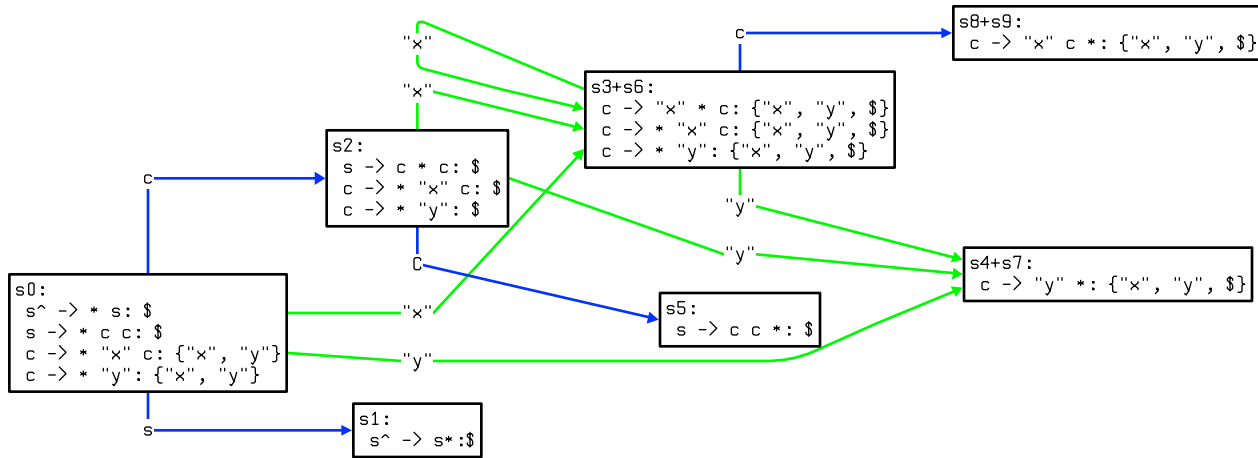 s8+s9:
c -> "x" c *: {"x", "y", $}
c
"x"
s3+s6:
c -> "x" * c: {"x", "y", $}
c -> * "x" c: {"x", "y", $}
c -> * "y": {"x", "y", $}
"x"
s2:
s -> c * c: $
c -> * "x" c: $
c -> * "y": $
c
"y"
"y"
C
s4+s7:
c -> "y" *: {"x", "y", $}
s0:
s^ -> * s: $
s -> * c c: $
c -> * "x" c: {"x", "y"}
c -> * "y": {"x", "y"}
"x"
"y"
s5:
s -> c c *: $
s
s1:
s^ -> s*:$